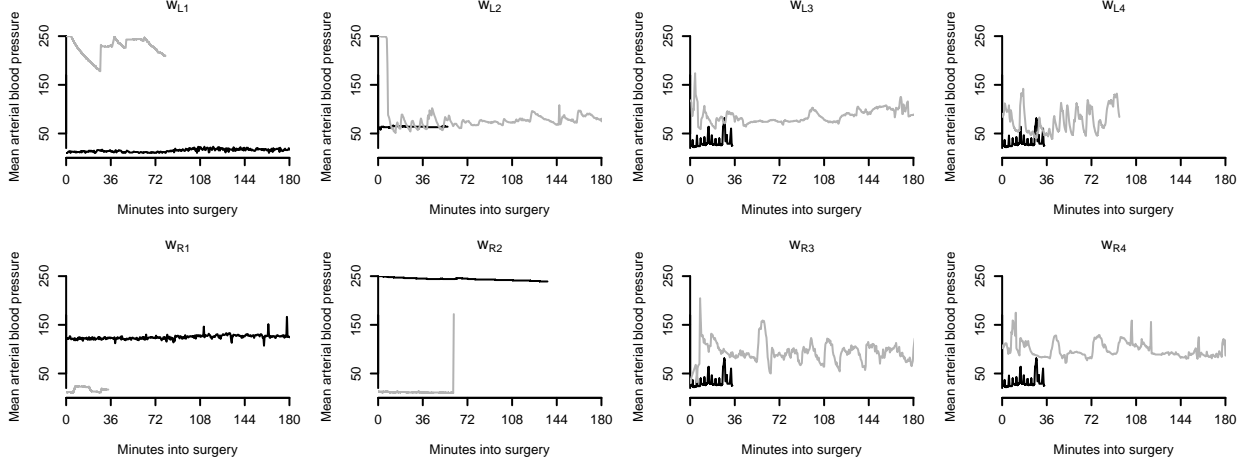 wL1
Mean arterial blood pressure
50 150 250
0 36 72 108 144 180
Minutes into surgery
wL2
Mean arterial blood pressure
50 150 250
0 36 72 108 144 180
Minutes into surgery
wL3
Mean arterial blood pressure
50 150 250
0 36 72 108 144 180
Minutes into surgery
wL4
Mean arterial blood pressure
50 150 250
0 36 72 108 144 180
Minutes into surgery
wR1
Mean arterial blood pressure
50 150 250
0 36 72 108 144 180
Minutes into surgery
wR2
Mean arterial blood pressure
50 150 250
0 36 72 108 144 180
Minutes into surgery
wR3
Mean arterial blood pressure
50 150 250
0 36 72 108 144 180
Minutes into surgery
wR4
Mean arterial blood pressure
50 150 250
0 36 72 108 144 180
Minutes into surgery